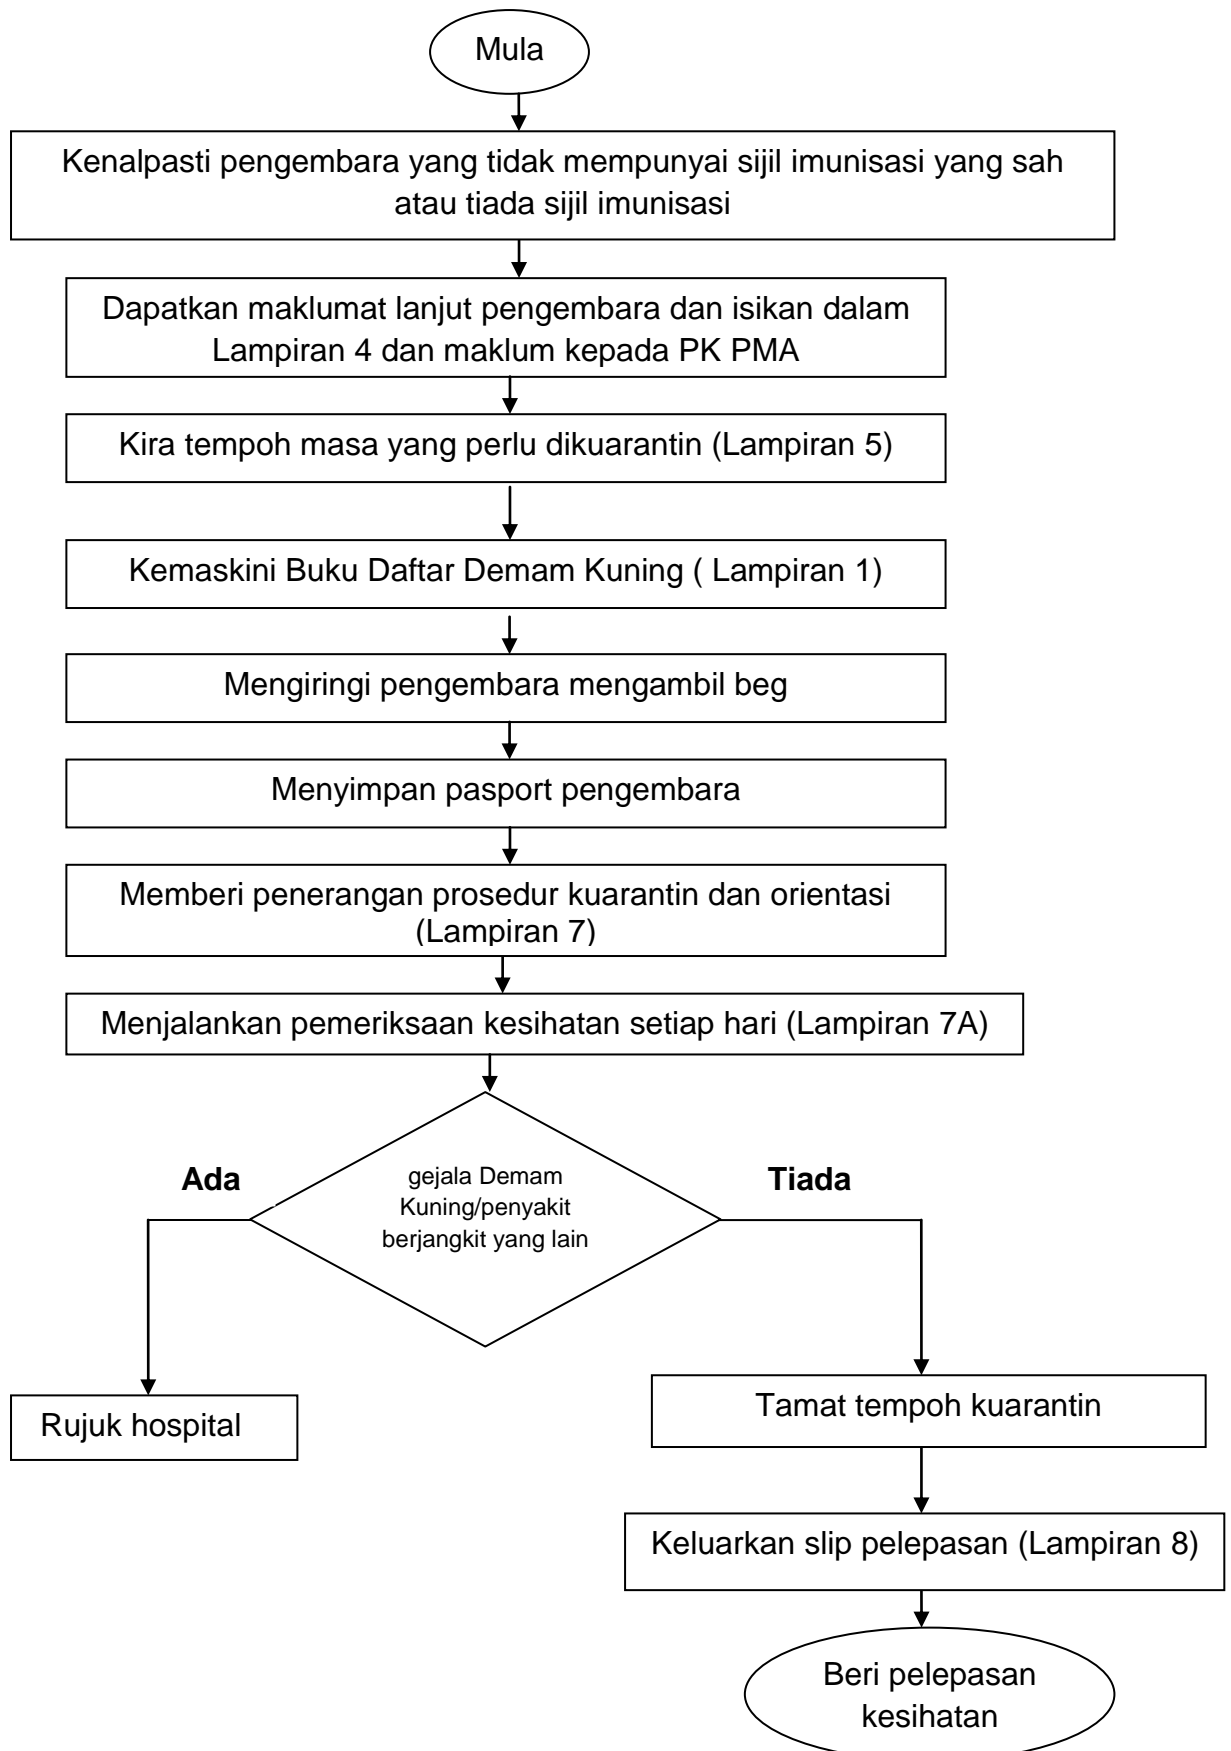 Mula
Kenalpasti pengembara yang tidak mempunyai sijil imunisasi yang sah
atau tiada sijil imunisasi
Dapatkan maklumat lanjut pengembara dan isikan dalam
Lampiran 4 dan maklum kepada PK PMA
Kira tempoh masa yang perlu dikuarantin (Lampiran 5)
Kemaskini Buku Daftar Demam Kuning ( Lampiran 1)
Mengiringi pengembara mengambil beg
Menyimpan pasport pengembara
Memberi penerangan prosedur kuarantin dan orientasi
(Lampiran 7)
Menjalankan pemeriksaan kesihatan setiap hari (Lampiran 7A)
Ada
gejala Demam
Kuning/penyakit
berjangkit yang lain
Tiada
Rujuk hospital
Tamat tempoh kuarantin
Keluarkan slip pelepasan (Lampiran 8)
Beri pelepasan
kesihatan